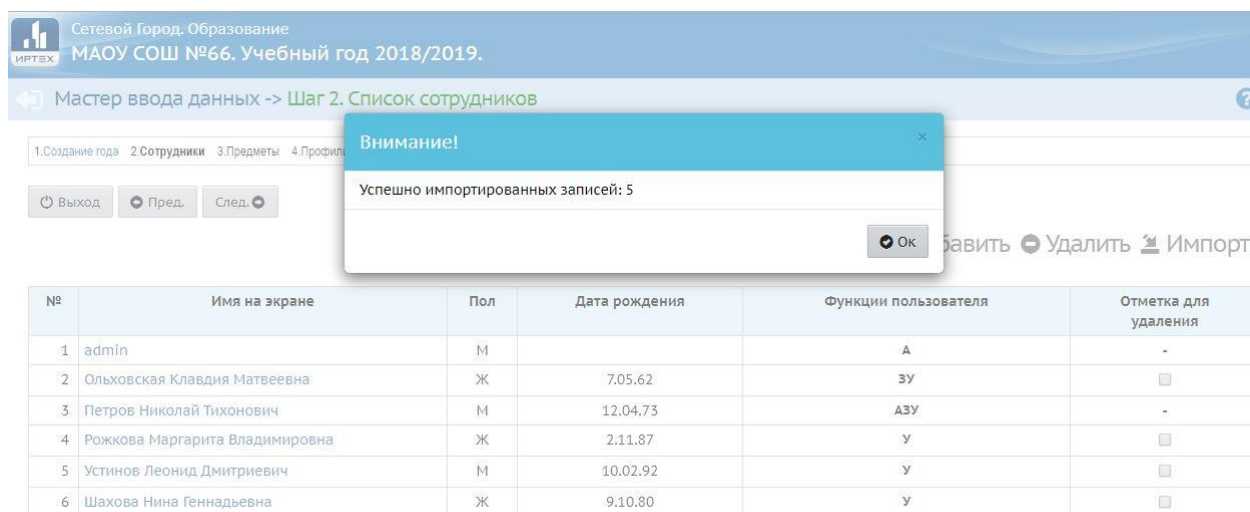 ИРТЕХ
Сетевой Город. Образование
МАОУ СОШ №66. Учебный год 2018/2019.
Мастер ввода данных -> Шаг 2. Список сотрудников
1.Создание года 2.Сотрудники 3.Предметы 4.Профили
Внимание! ×
Успешно импортированных записей: 5
Выход Пред. След.
Ок
бавить Удалить Импорт
№ Имя на экране Пол Дата рождения Функции пользователя Отметка для
удаления
1 admin М А -
2 Ольховская Клавдия Матвеевна Ж 7.05.62 ЗУ
3 Петров Николай Тихонович М 12.04.73 АЗУ -
4 Рожкова Маргарита Владимировна Ж 2.11.87 У
5 Устинов Леонид Дмитриевич М 10.02.92 У
6 Шахова Нина Геннадьевна Ж 9.10.80 У